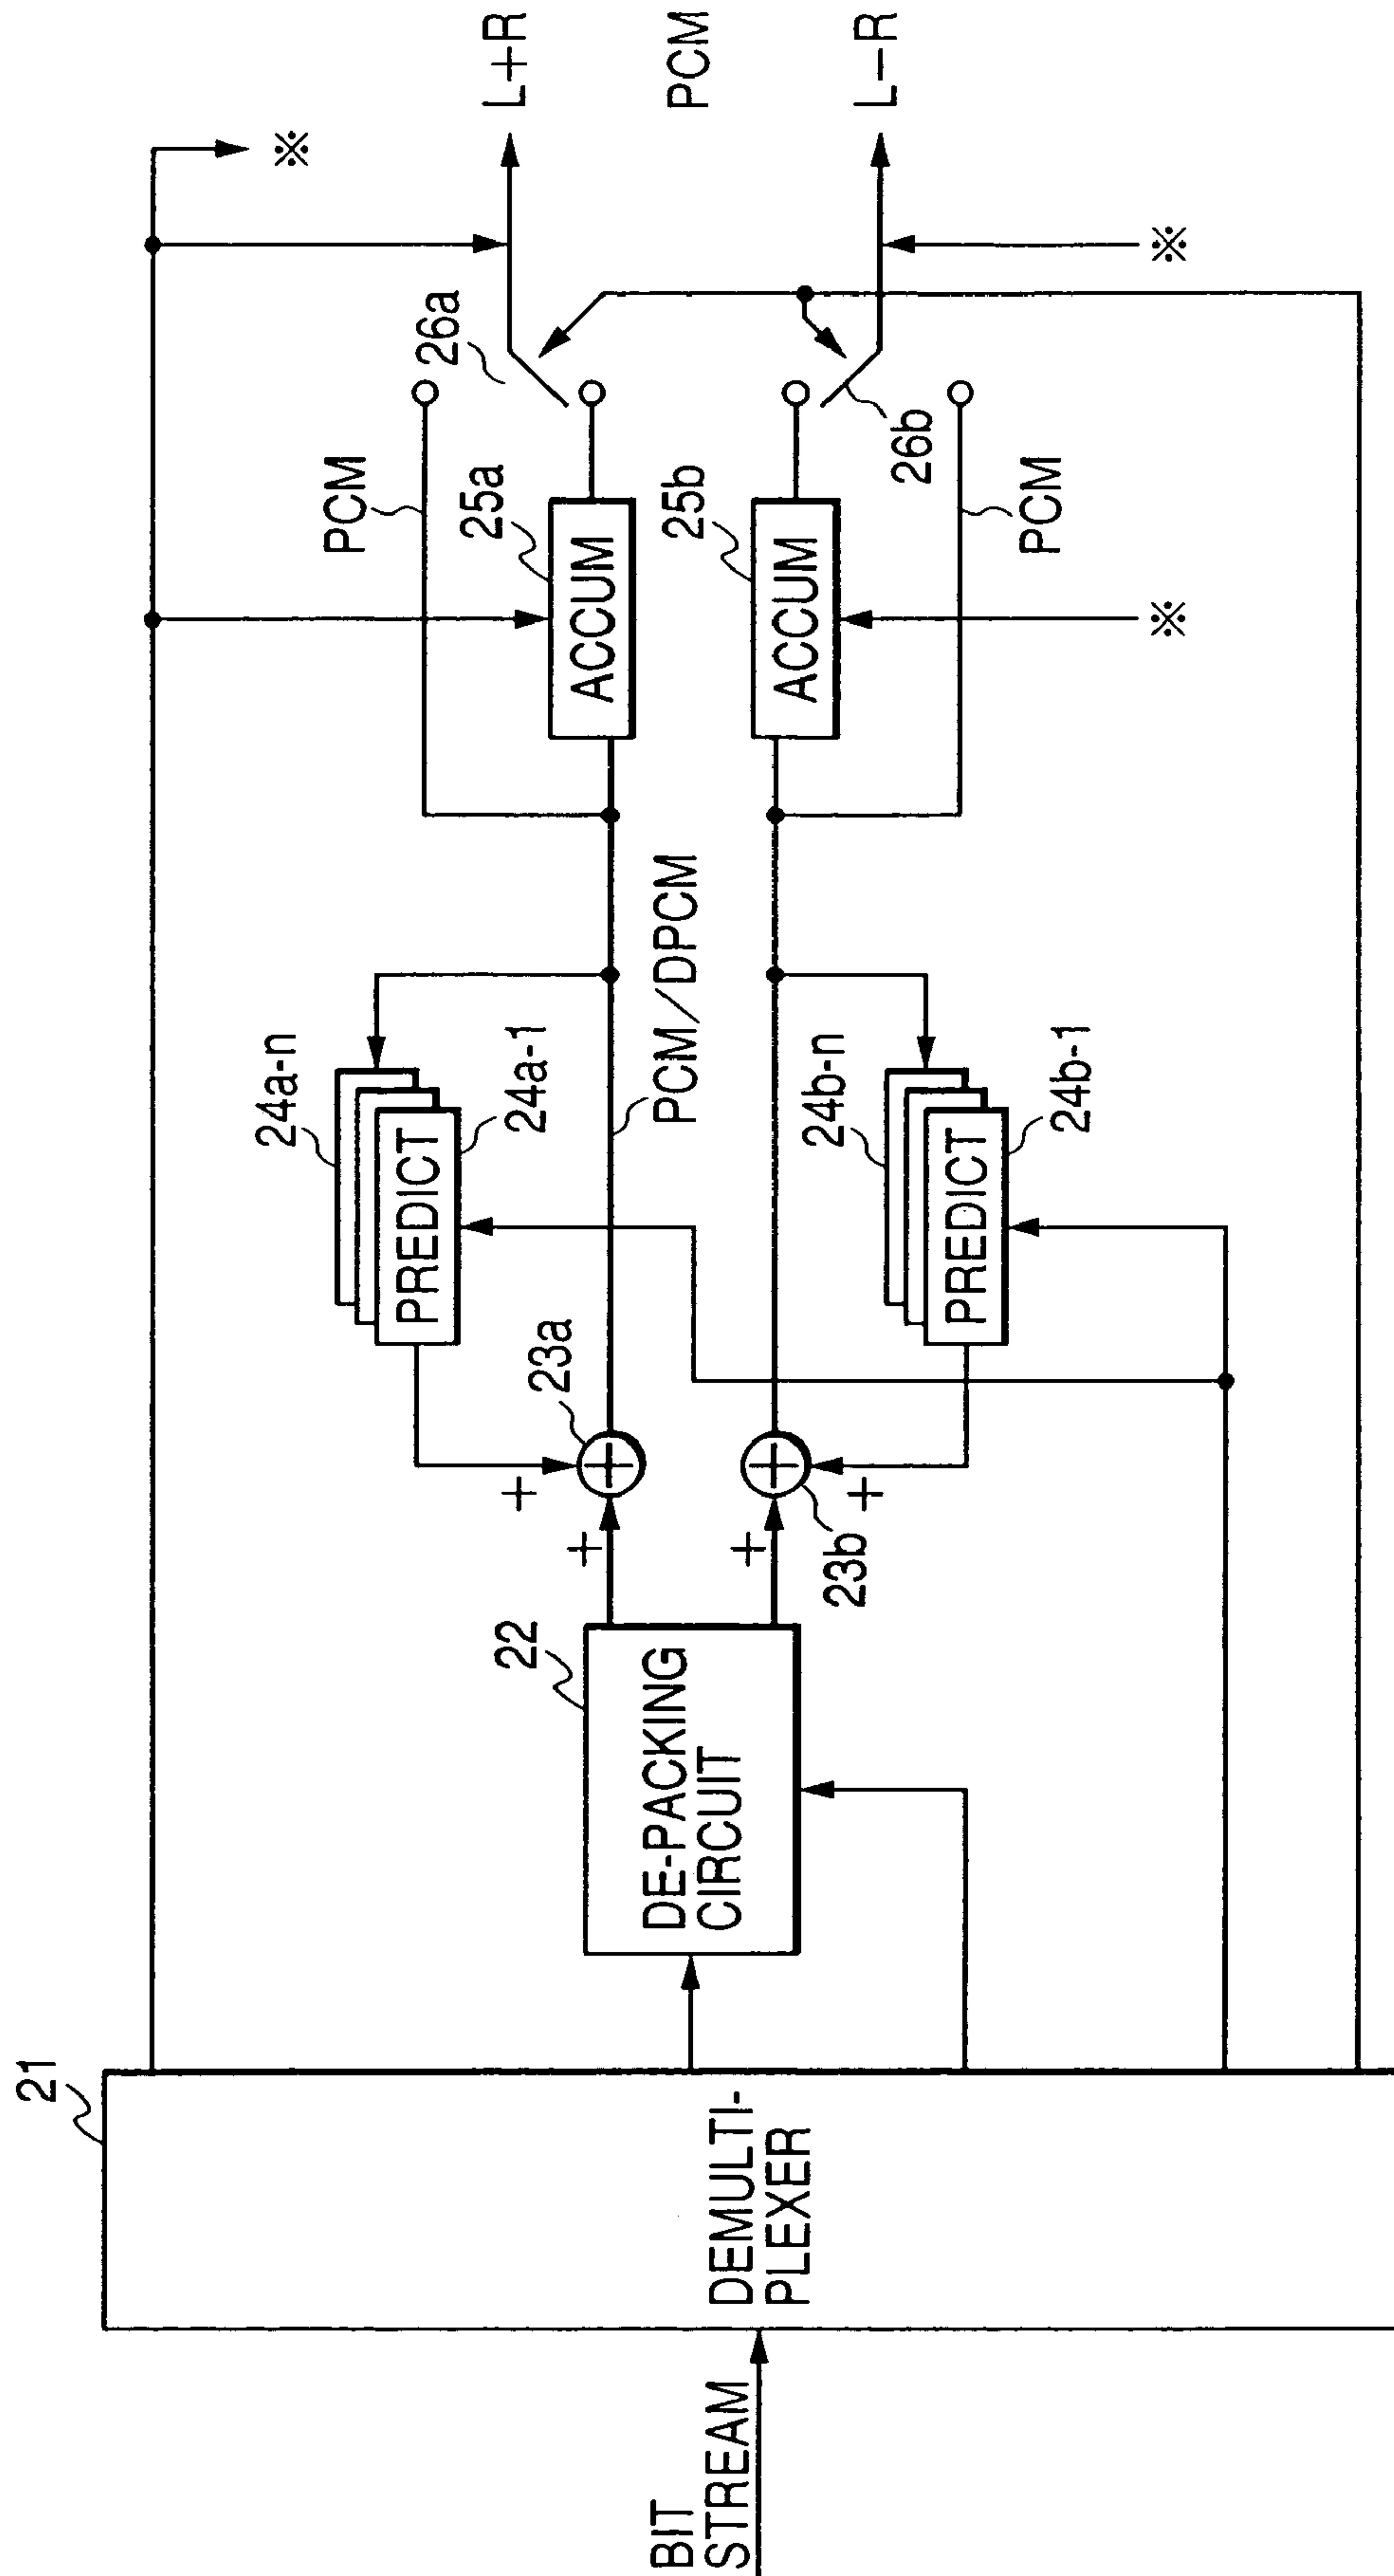 BIT
STREAM
21
DEMULTI-
PLEXER
22
DE-PACKING
CIRCUIT
+
+
+
+
23a
23b
24a-n
24a-1
PREDICT
24b-n
24b-1
PREDICT
PCM/DPCM
PCM
25a
ACCUM
25b
ACCUM
PCM
26a
26b
※
※
※
L+R
PCM
L−R